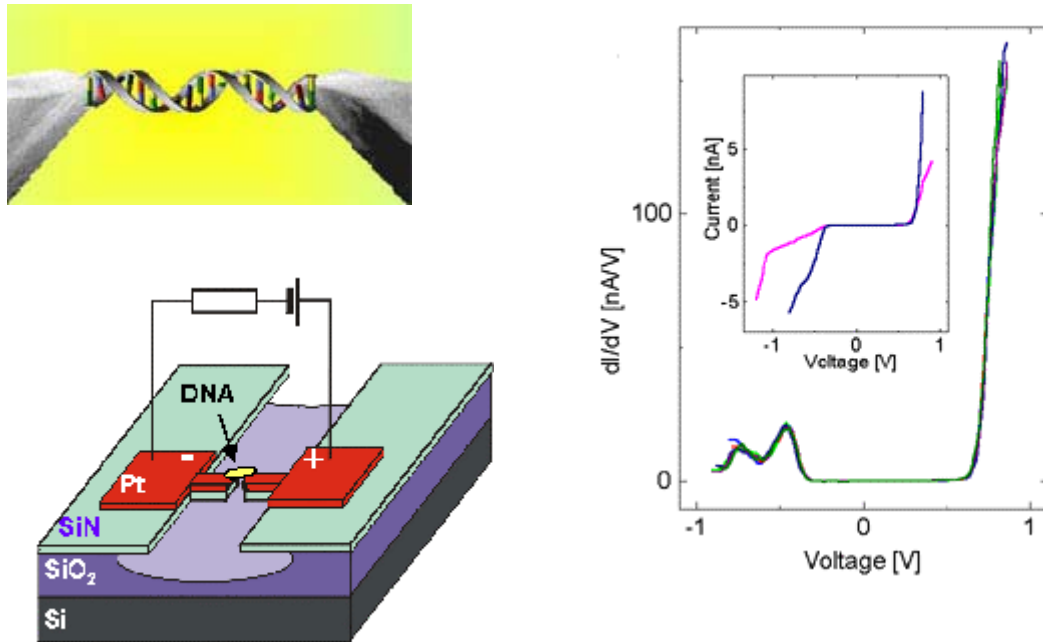 DNA
-
+
Pt
SiN
SiO₂
Si
dI/dV [nA/V]
100
0
-1
0
1
Voltage [V]
Current [nA]
5
0
-5
-1
0
1
Voltage [V]